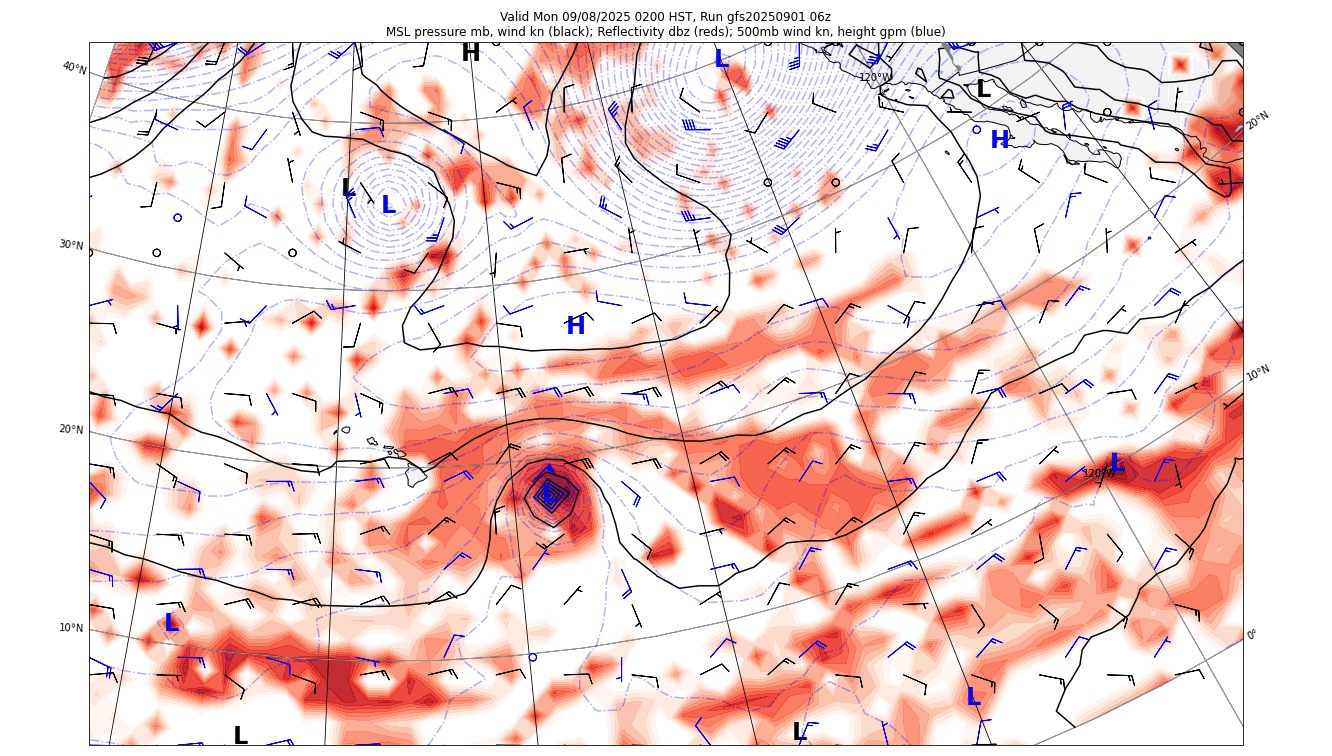 Valid Mon 09/08/2025 0200 HST, Run gfs20250901 06z
MSL pressure mb, wind kn (black); Reflectivity dbz (reds); 500mb wind kn, height gpm (blue)
H
L
40°N
120°W
L
20°N
H
L
L
30°N
H
10°N
20°N
L
120°W
L
L
10°N
0°
L
L
L